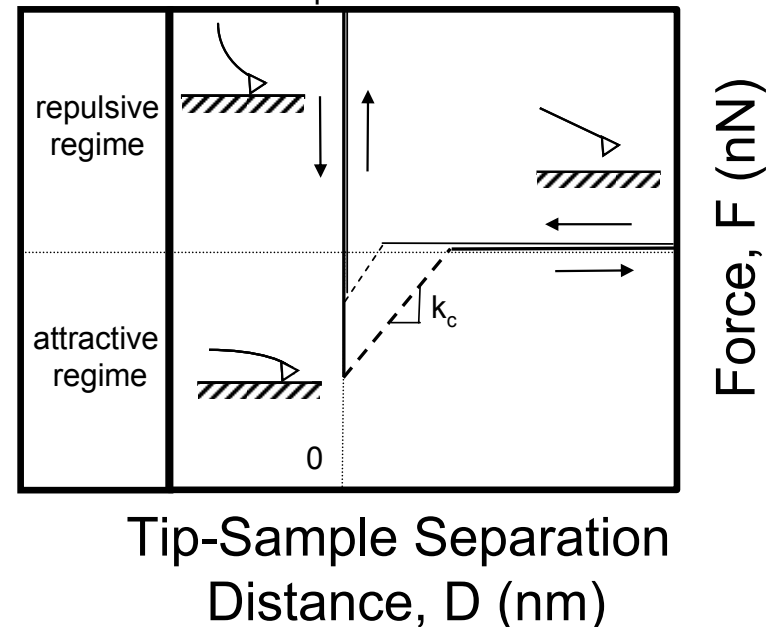 repulsive
regime
attractive
regime
k_c
0
Force, F (nN)
Tip-Sample Separation
Distance, D (nm)